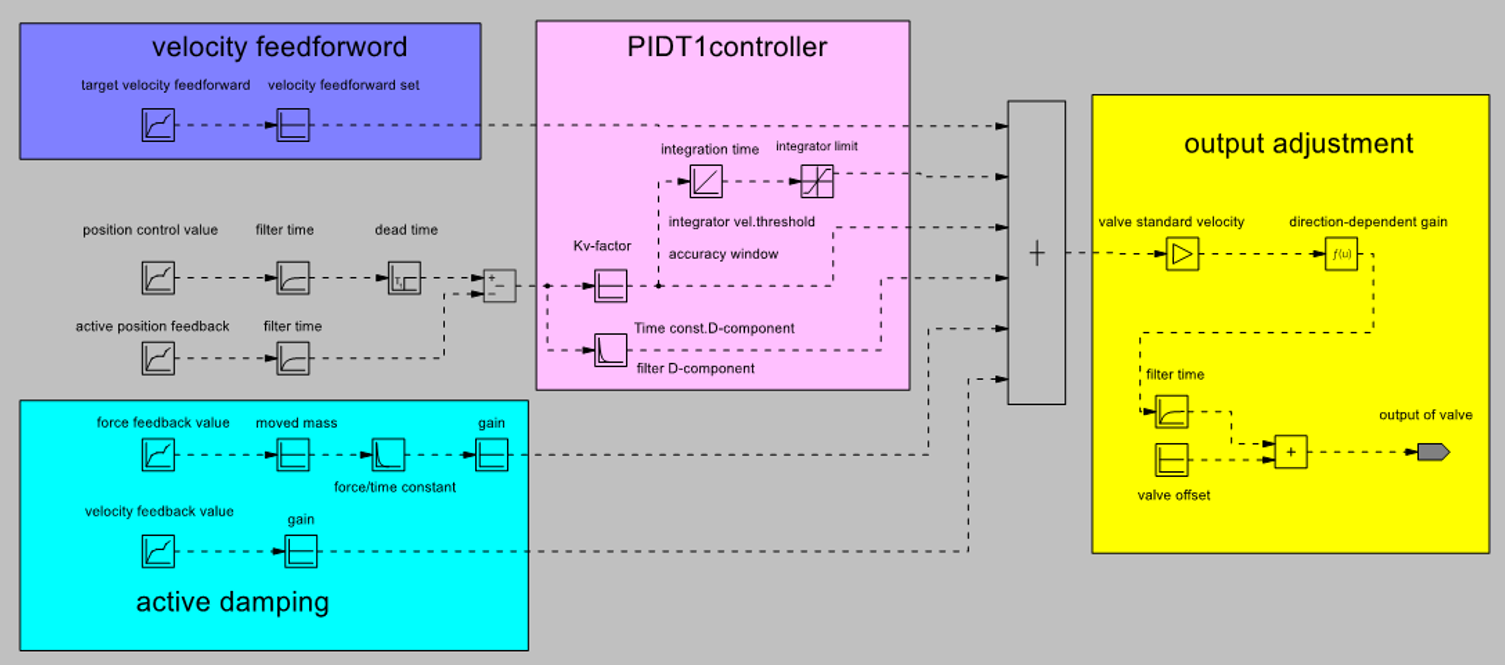 velocity feedforword
target velocity feedforward
velocity feedforward set
PIDT1controller
integration time
integrator limit
integrator vel.threshold
accuracy window
Kv-factor
Time const.D-component
filter D-component
position control value
filter time
dead time
+
−
−
active position feedback
filter time
force feedback value
moved mass
gain
force/time constant
velocity feedback value
gain
active damping
+
output adjustment
valve standard velocity
direction-dependent gain
f(u)
filter time
output of valve
+
valve offset